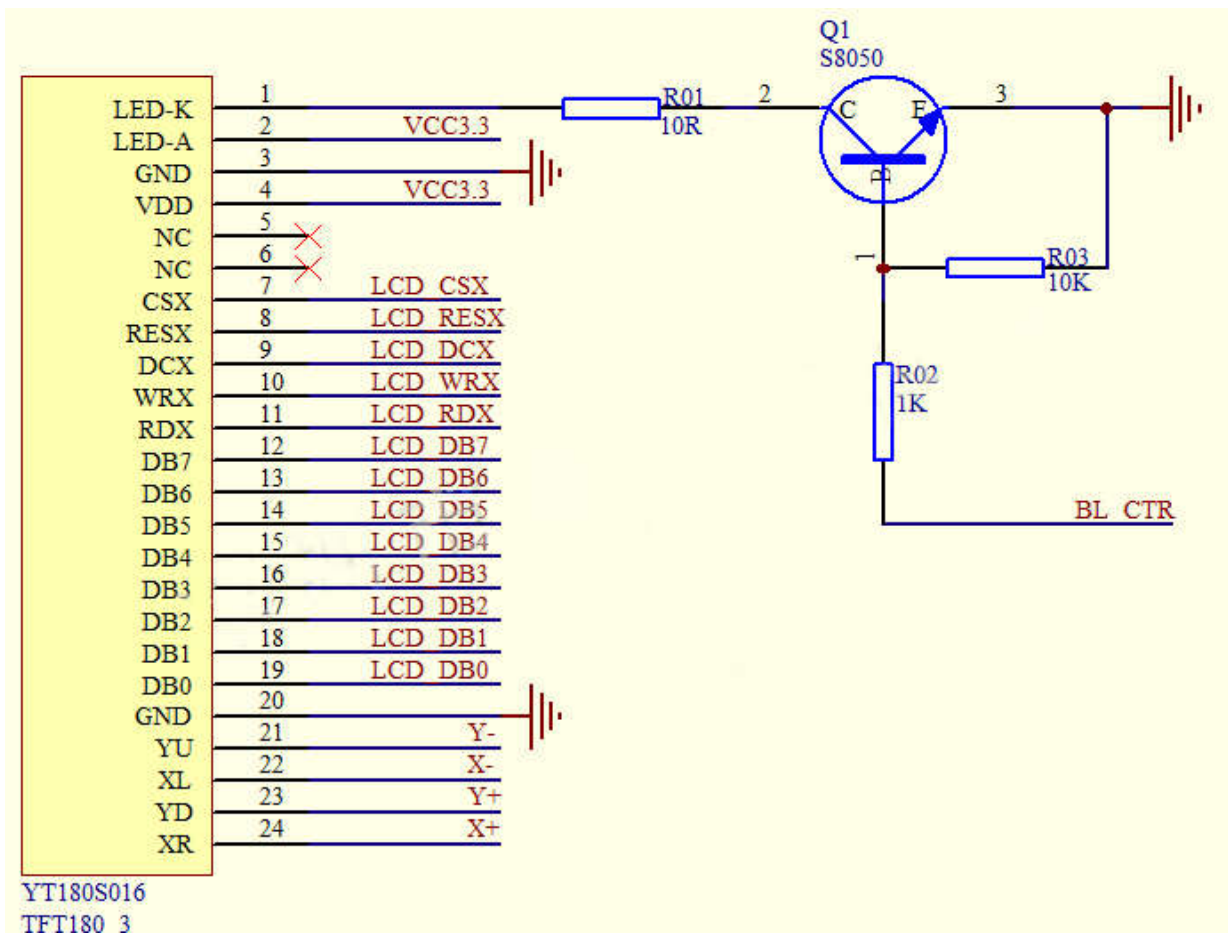 Q1
S8050
LED-K 1 R01 2 C E 3
LED-A 2 VCC3.3 10R
GND 3
VDD 4 VCC3.3 B
NC 5
NC 6 1 R03
CSX 7 LCD_CSX 10K
RESX 8 LCD_RESX
DCX 9 LCD_DCX
WRX 10 LCD_WRX R02
RDX 11 LCD_RDX 1K
DB7 12 LCD_DB7
DB6 13 LCD_DB6
DB5 14 LCD_DB5 BL_CTR
DB4 15 LCD_DB4
DB3 16 LCD_DB3
DB2 17 LCD_DB2
DB1 18 LCD_DB1
DB0 19 LCD_DB0
GND 20
YU 21 Y-
XL 22 X-
YD 23 Y+
XR 24 X+
YT180S016
TFT180_3